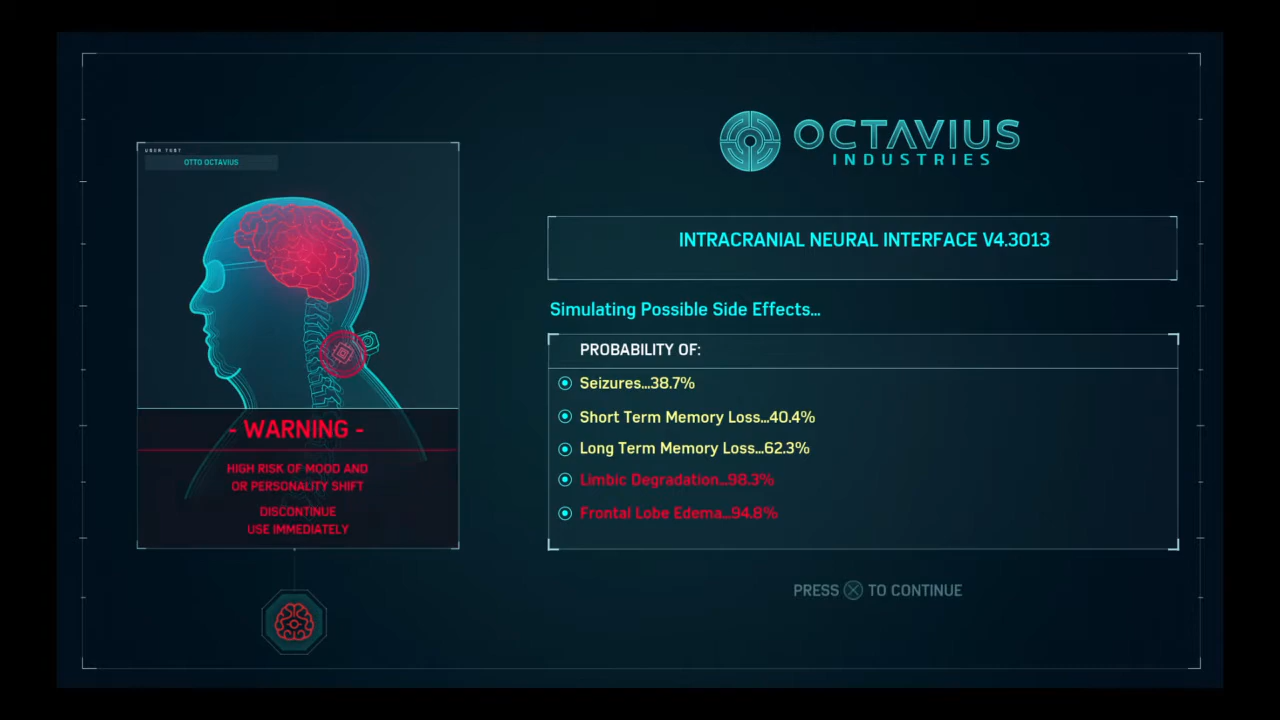 USER TEST
OTTO OCTAVIUS
- WARNING -
HIGH RISK OF MOOD AND
OR PERSONALITY SHIFT
DISCONTINUE
USE IMMEDIATELY
OCTAVIUS
INDUSTRIES
INTRACRANIAL NEURAL INTERFACE V4.3013
Simulating Possible Side Effects...
PROBABILITY OF:
Seizures...38.7%
Short Term Memory Loss...40.4%
Long Term Memory Loss...62.3%
Limbic Degradation...98.3%
Frontal Lobe Edema...94.8%
PRESS TO CONTINUE